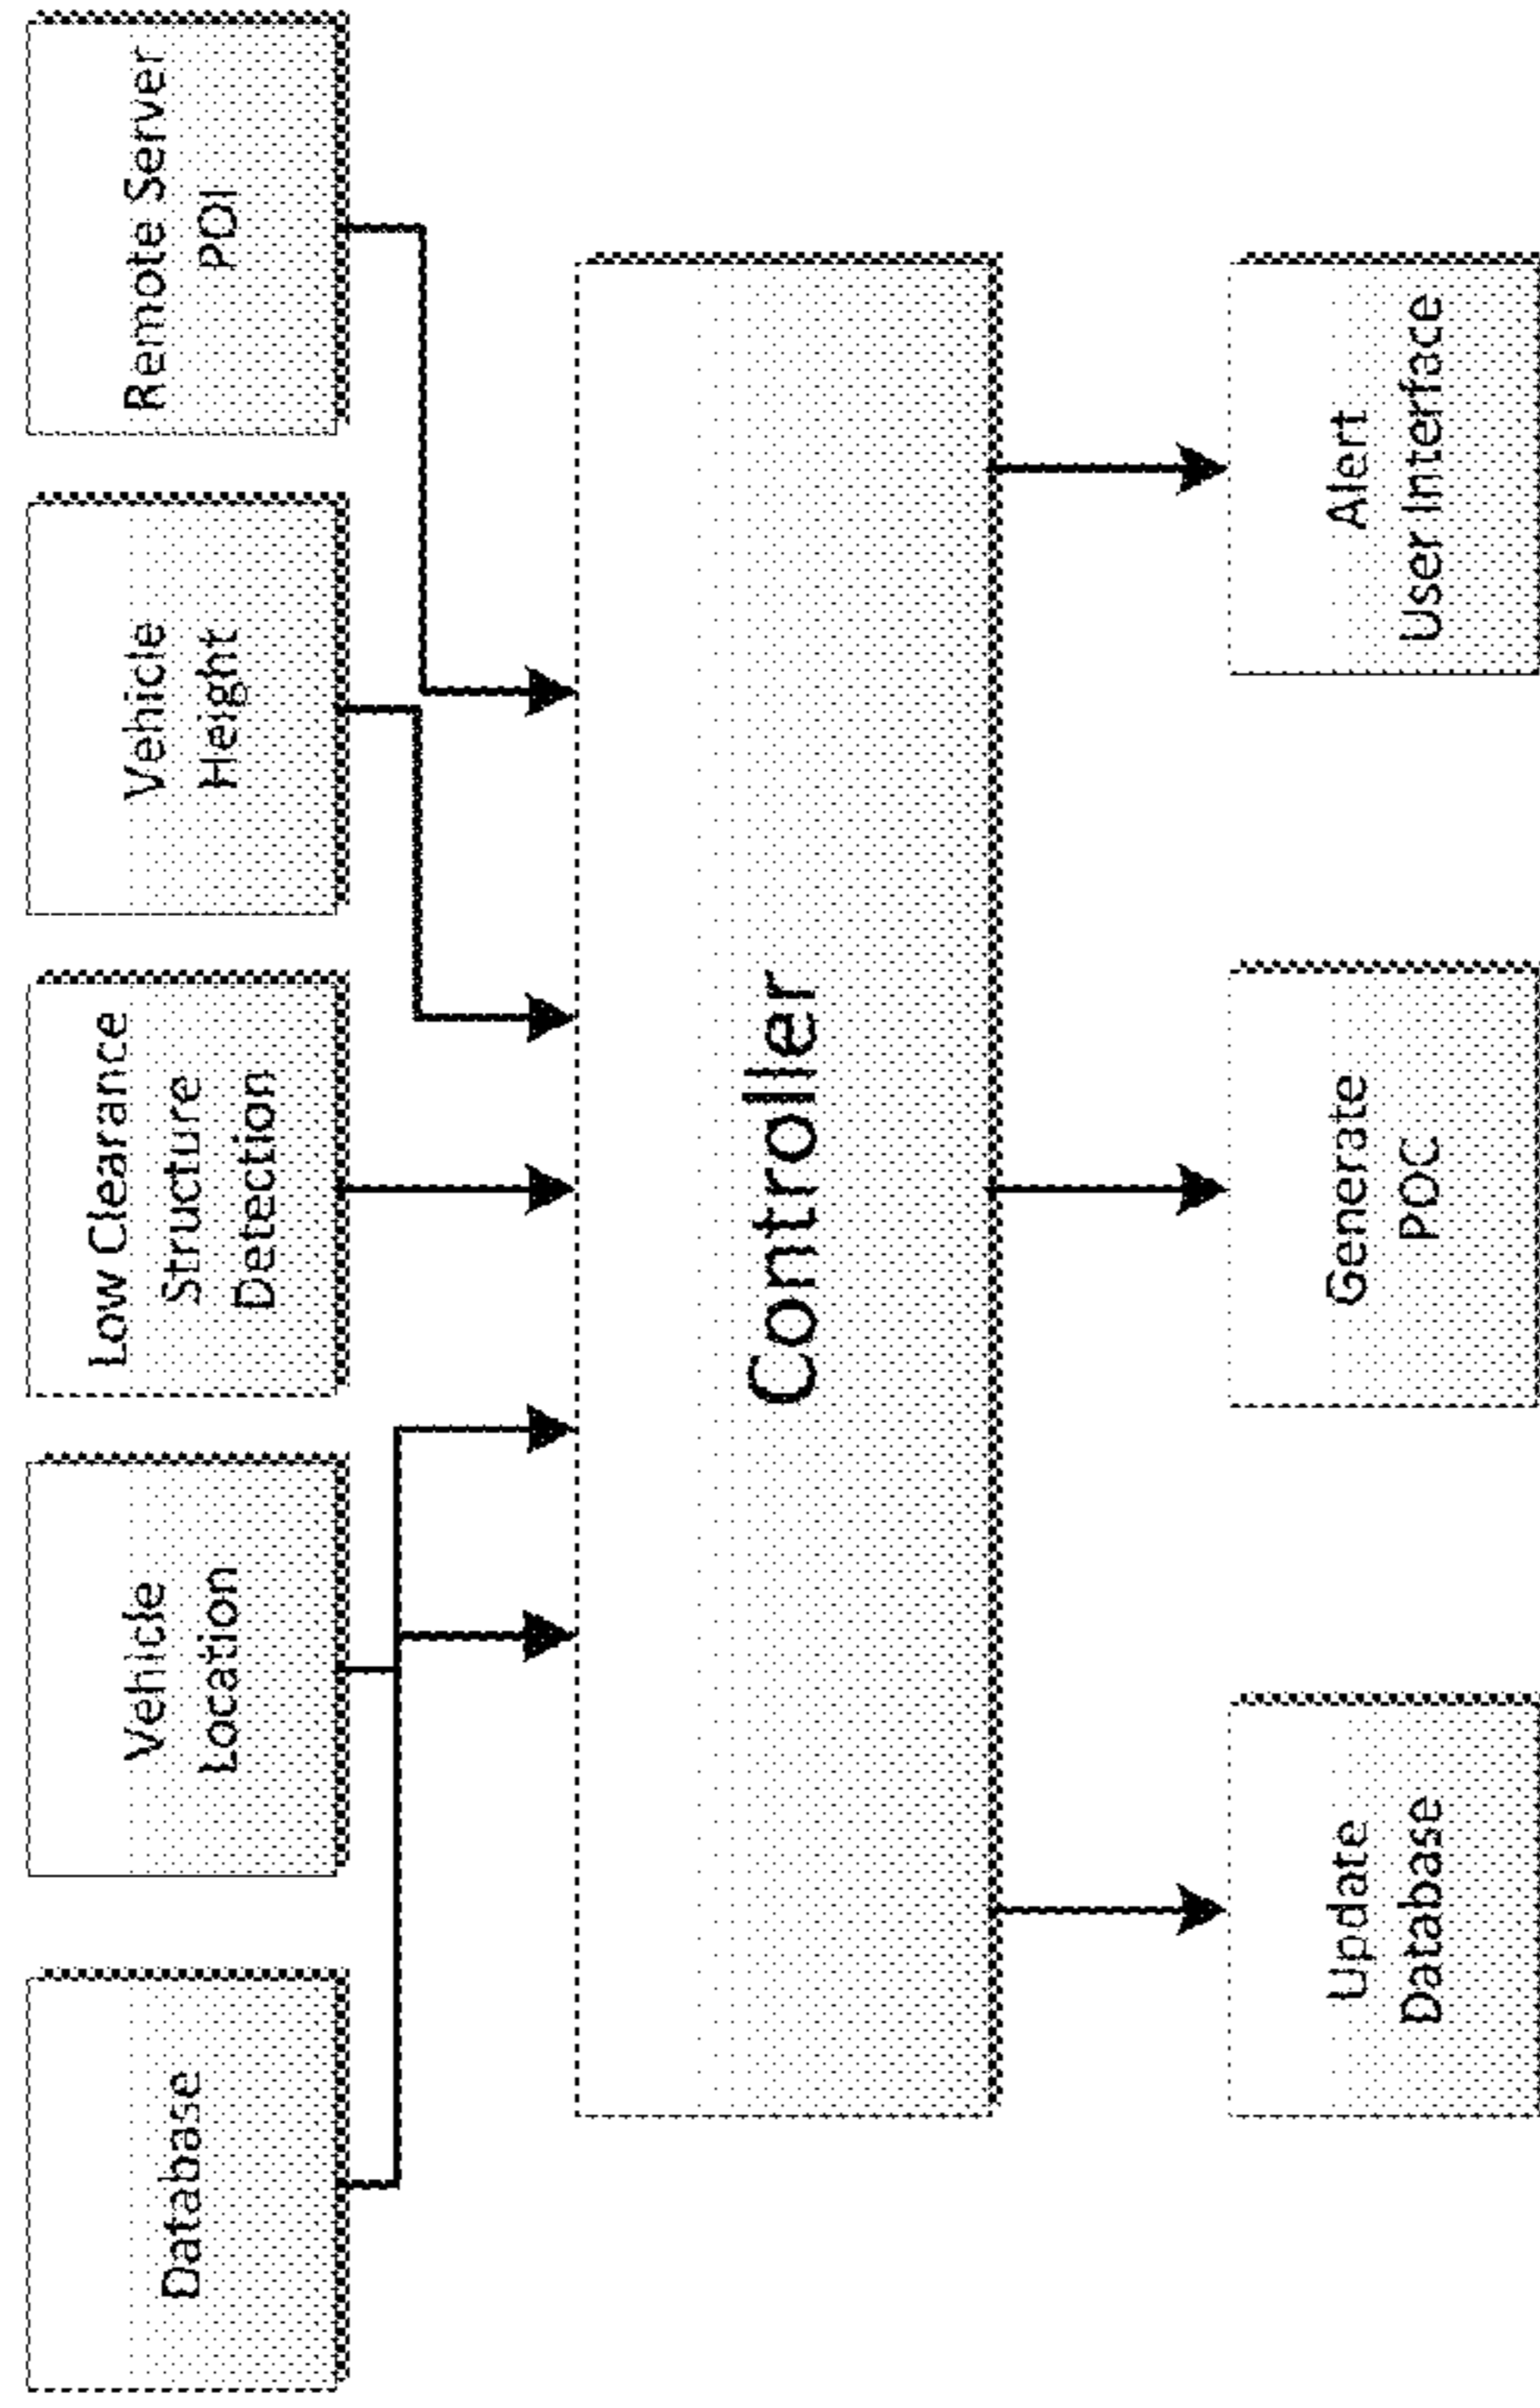 Database
Vehicle
Location
Low Clearance
Structure
Detection
Vehicle
Height
Remote Server
POI
Controller
Update
Database
Generate
POC
Alert
User Interface